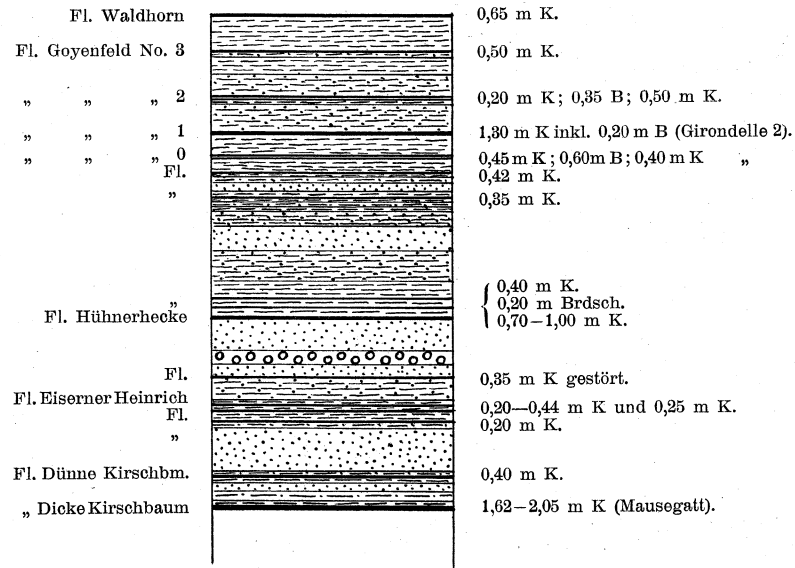 Fl. Waldhorn 0,65 m K.
Fl. Goyenfeld No. 3 0,50 m K.
„ „ „ 2 0,20 m K; 0,35 B; 0,50 m K.
„ „ „ 1 1,30 m K inkl. 0,20 m B (Girondelle 2).
„ „ „ 0 0,45 m K; 0,60 m B; 0,40 m K „
Fl. 0,42 m K.
„ 0,35 m K.
0,40 m K.
„ 0,20 m Brdsch.
Fl. Hühnerhecke 0,70–1,00 m K.
Fl. 0,35 m K gestört.
Fl. Eiserner Heinrich 0,20—0,44 m K und 0,25 m K.
Fl. 0,20 m K.
„
Fl. Dünne Kirschbm. 0,40 m K.
„ Dicke Kirschbaum 1,62–2,05 m K (Mausegatt).